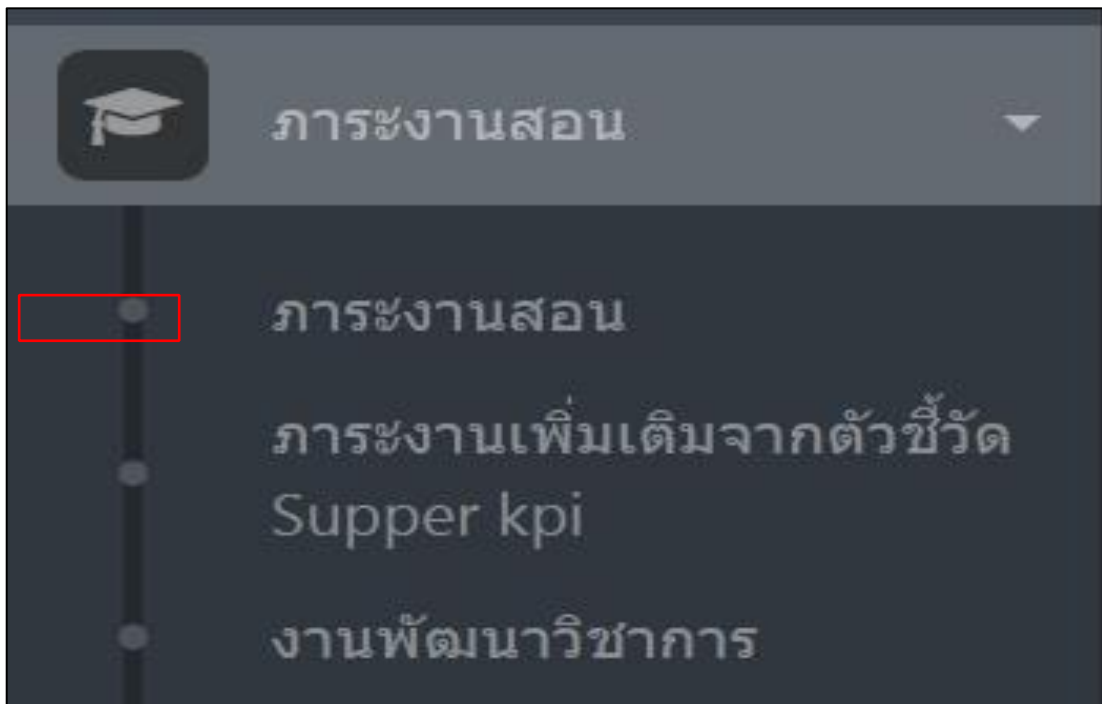 ภาระงานสอน
ภาระงานสอน
ภาระงานเพิ่มเติมจากตัวชี้วัด
Supper kpi
งานพัฒนาวิชาการ